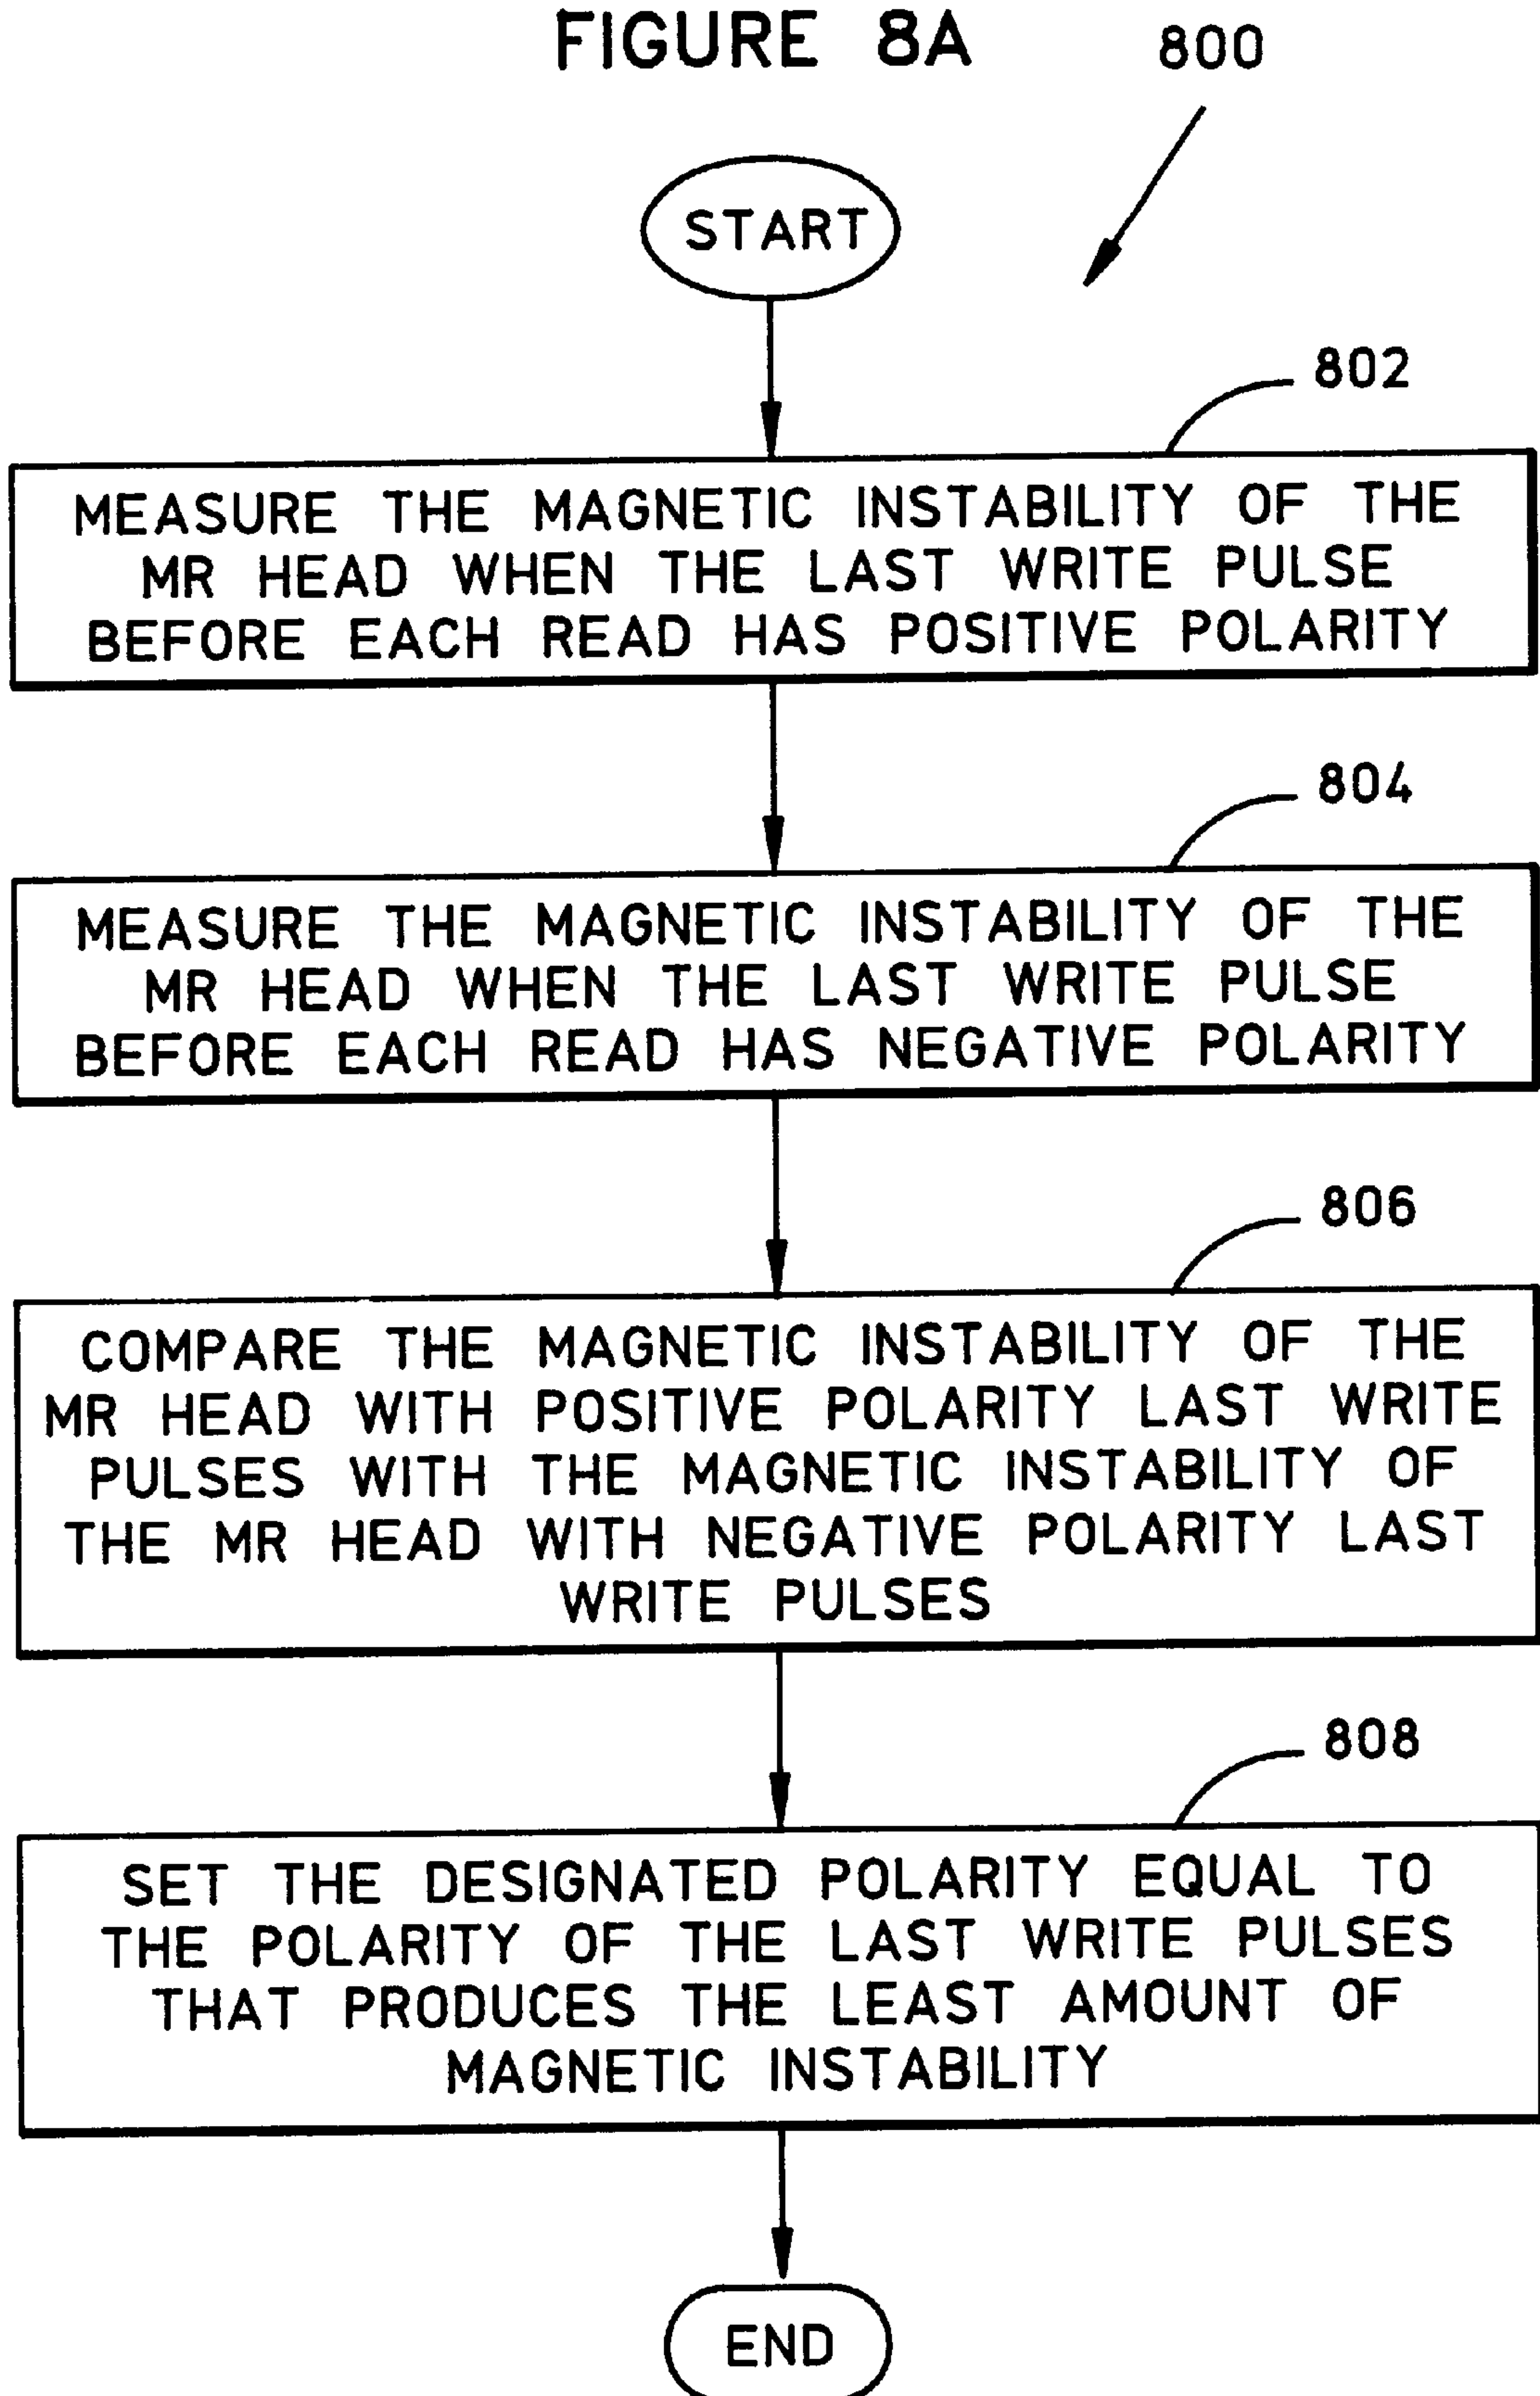 FIGURE 8A
800
START
802
MEASURE THE MAGNETIC INSTABILITY OF THE
MR HEAD WHEN THE LAST WRITE PULSE
BEFORE EACH READ HAS POSITIVE POLARITY
804
MEASURE THE MAGNETIC INSTABILITY OF THE
MR HEAD WHEN THE LAST WRITE PULSE
BEFORE EACH READ HAS NEGATIVE POLARITY
806
COMPARE THE MAGNETIC INSTABILITY OF THE
MR HEAD WITH POSITIVE POLARITY LAST WRITE
PULSES WITH THE MAGNETIC INSTABILITY OF
THE MR HEAD WITH NEGATIVE POLARITY LAST
WRITE PULSES
808
SET THE DESIGNATED POLARITY EQUAL TO
THE POLARITY OF THE LAST WRITE PULSES
THAT PRODUCES THE LEAST AMOUNT OF
MAGNETIC INSTABILITY
END